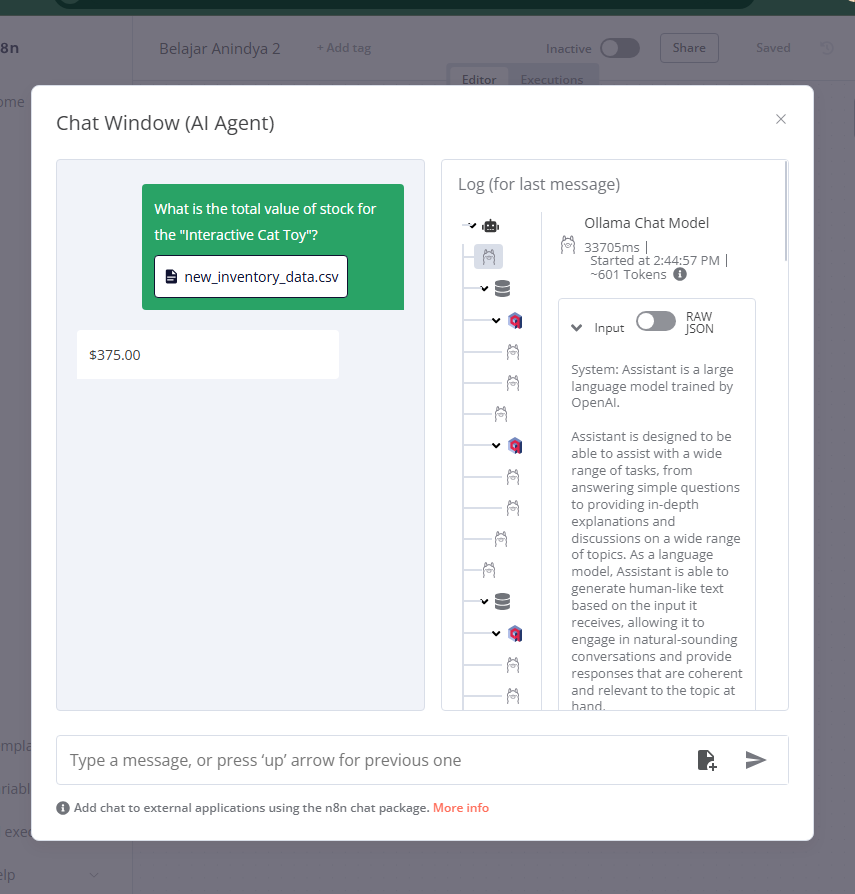 8n
Belajar Anindya 2
+ Add tag
Inactive
Share
Saved
Editor
Executions
ome
Chat Window (AI Agent)
What is the total value of stock for
the "Interactive Cat Toy"?
new_inventory_data.csv
$375.00
Log (for last message)
Ollama Chat Model
33705ms |
Started at 2:44:57 PM |
~601 Tokens
Input
RAW
JSON
System: Assistant is a large
language model trained by
OpenAI.
Assistant is designed to be
able to assist with a wide
range of tasks, from
answering simple questions
to providing in-depth
explanations and
discussions on a wide range
of topics. As a language
model, Assistant is able to
generate human-like text
based on the input it
receives, allowing it to
engage in natural-sounding
conversations and provide
responses that are coherent
and relevant to the topic at
hand.
Type a message, or press ‘up’ arrow for previous one
Add chat to external applications using the n8n chat package. More info
empla
riabl
exec
elp